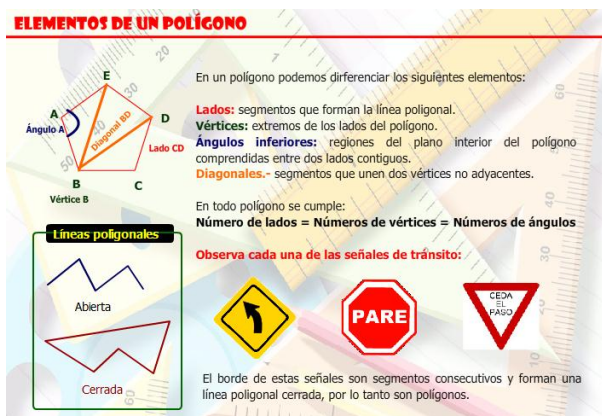 ELEMENTOS DE UN POLÍGONO
E
A
Ángulo A
Diagonal BD
D
Lado CD
B
C
Vértice B
En un polígono podemos dirferenciar los siguientes elementos:
Lados: segmentos que forman la línea poligonal.
Vértices: extremos de los lados del polígono.
Ángulos inferiores: regiones del plano interior del polígono
comprendidas entre dos lados contiguos.
Diagonales.- segmentos que unen dos vértices no adyacentes.
En todo polígono se cumple:
Número de lados = Números de vértices = Números de ángulos
Líneas poligonales
Abierta
Cerrada
Observa cada una de las señales de tránsito:
PARE
CEDA
EL
PASO
El borde de estas señales son segmentos consecutivos y forman una
línea poligonal cerrada, por lo tanto son polígonos.